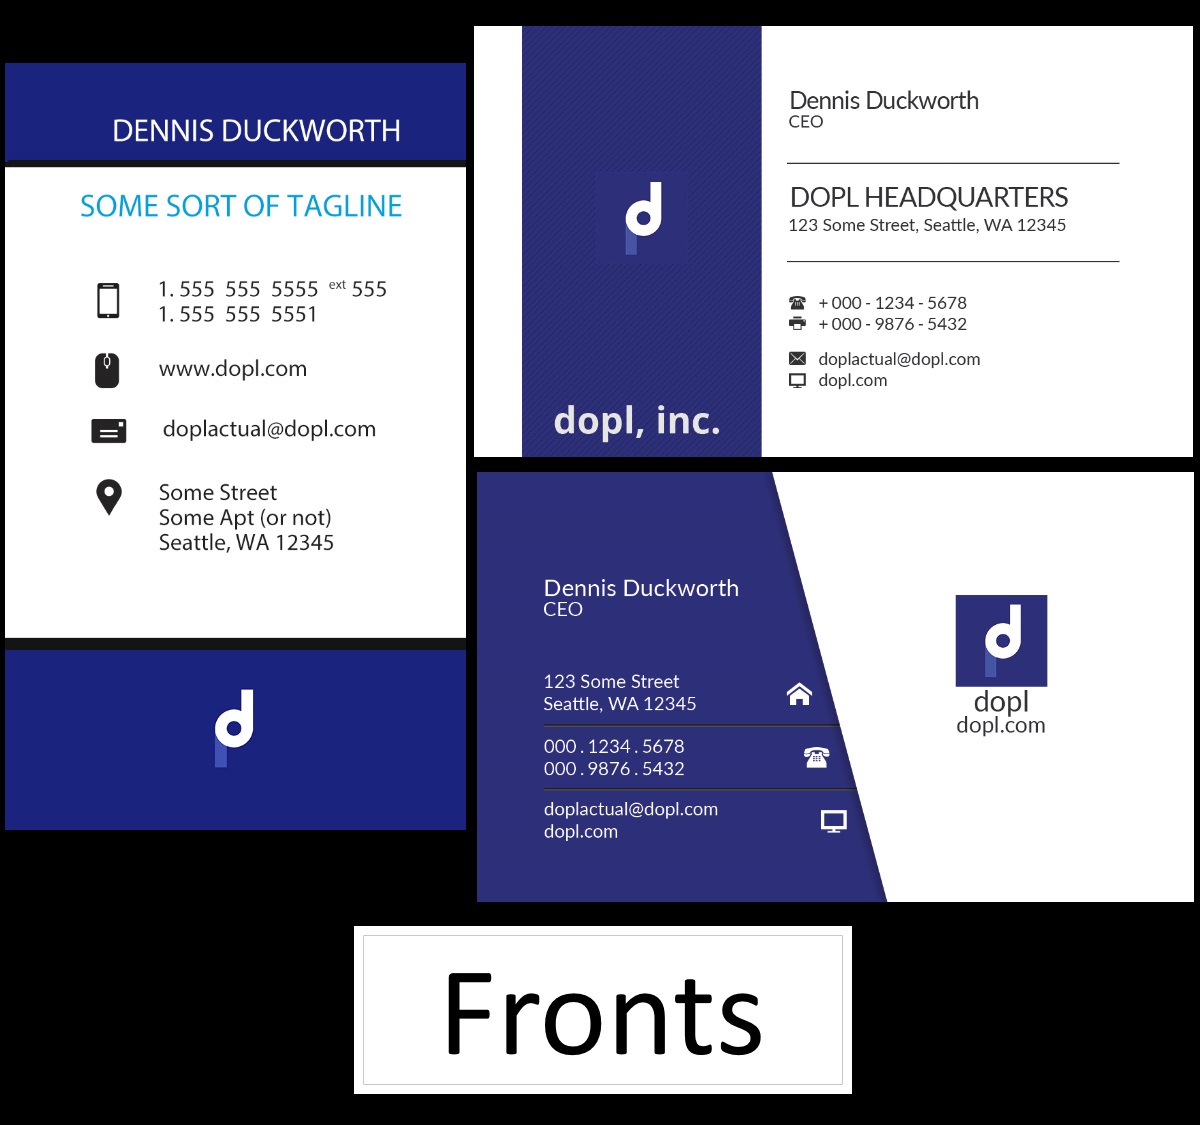 DENNIS DUCKWORTH
SOME SORT OF TAGLINE
1. 555 555 5555 ext 555
1. 555 555 5551
www.dopl.com
doplactual@dopl.com
Some Street
Some Apt (or not)
Seattle, WA 12345
d
dopl, inc.
Dennis Duckworth
CEO
DOPL HEADQUARTERS
123 Some Street, Seattle, WA 12345
+ 000 - 1234 - 5678
+ 000 - 9876 - 5432
doplactual@dopl.com
dopl.com
Dennis Duckworth
CEO
123 Some Street
Seattle, WA 12345
000 . 1234 . 5678
000 . 9876 . 5432
doplactual@dopl.com
dopl.com
d
dopl
dopl.com
Fronts